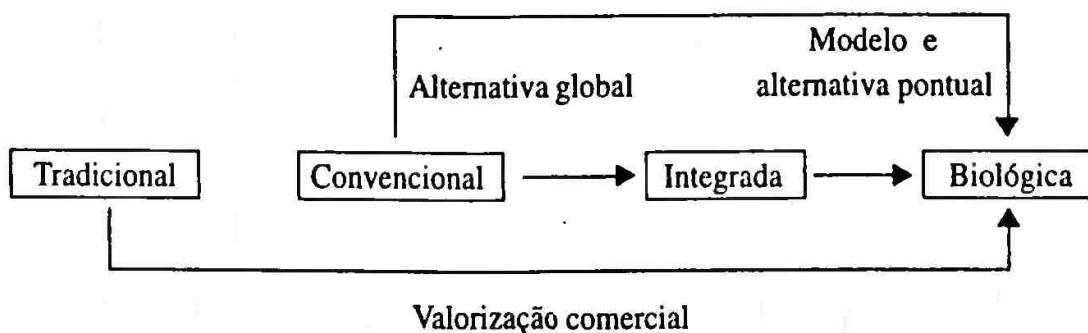 Modelo e
Alternativa global
alternativa pontual
Tradicional
Convencional
Integrada
Biológica
Valorização comercial